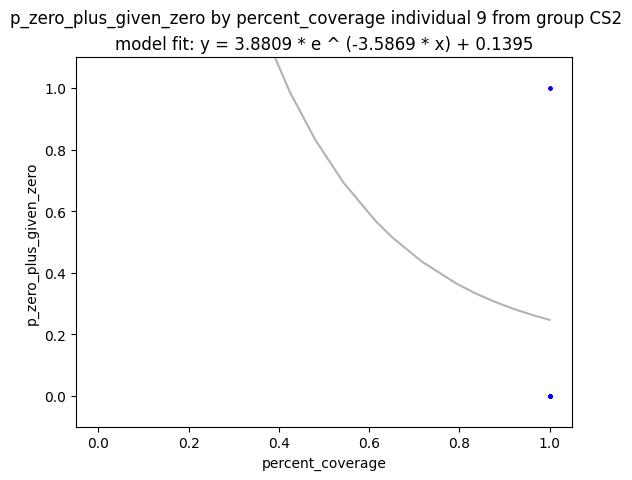 p_zero_plus_given_zero by percent_coverage individual 9 from group CS2
model fit: y = 3.8809 * e ^ (-3.5869 * x) + 0.1395
1.0
0.8
0.6
0.4
0.2
0.0
p_zero_plus_given_zero
0.0 0.2 0.4 0.6 0.8 1.0
percent_coverage